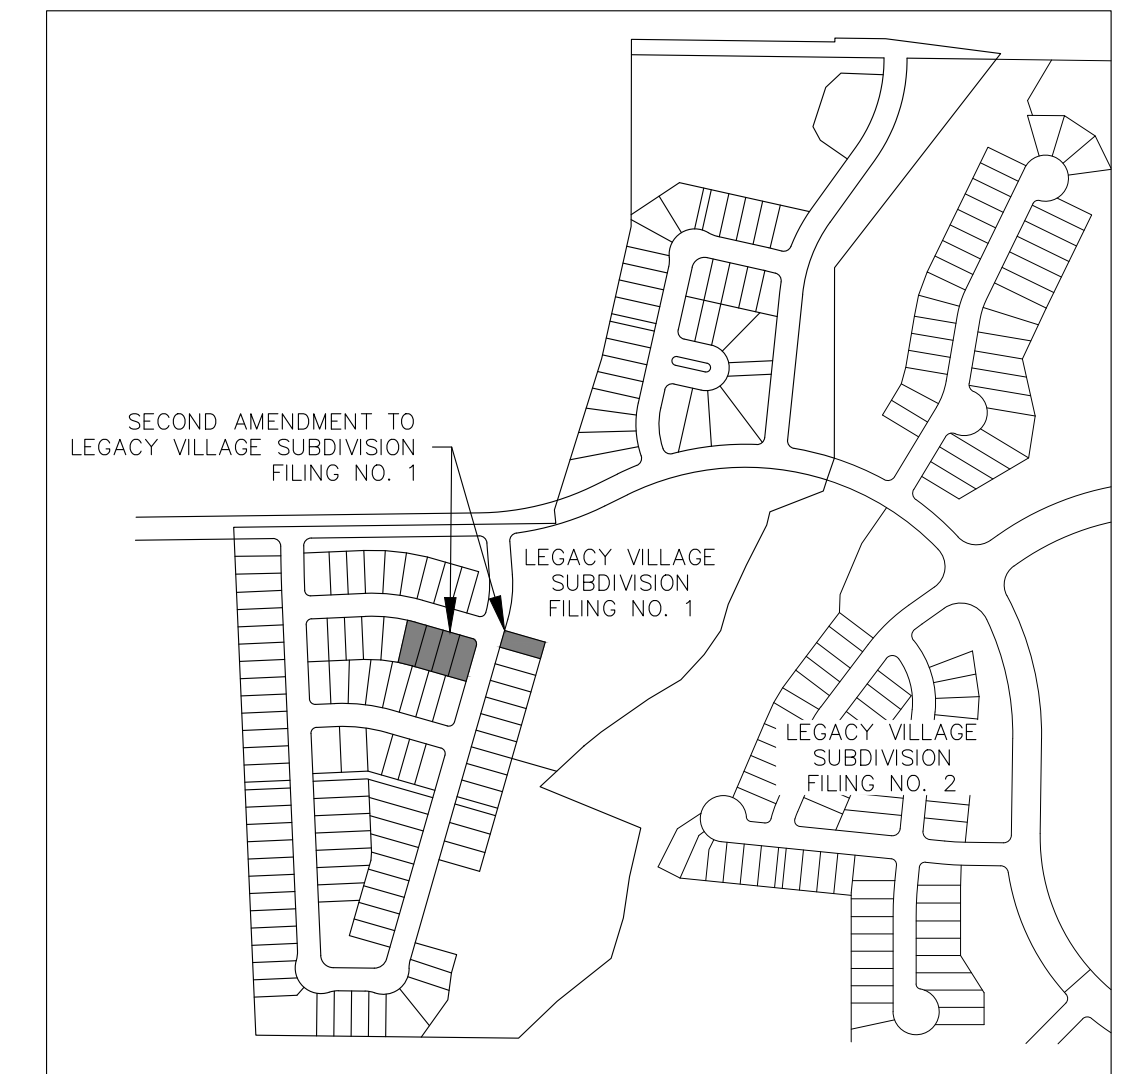 SECOND AMENDMENT TO
LEGACY VILLAGE SUBDIVISION
FILING NO. 1
LEGACY VILLAGE
SUBDIVISION
FILING NO. 1
LEGACY VILLAGE
SUBDIVISION
FILING NO. 2